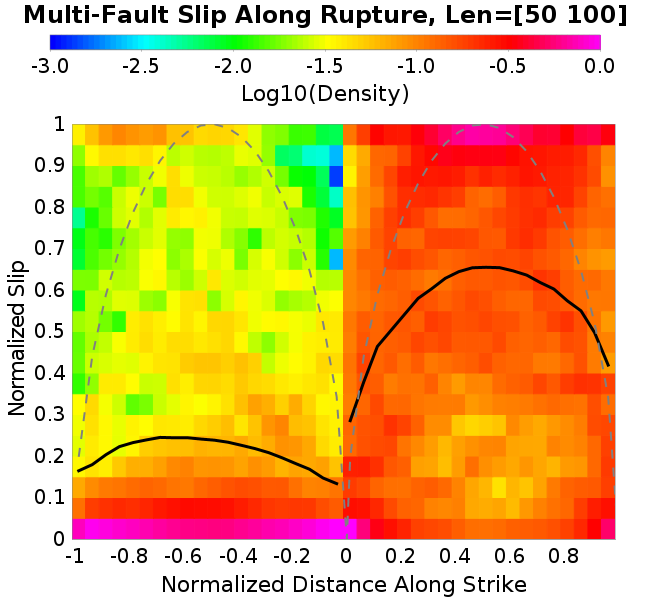 Multi-Fault Slip Along Rupture, Len=[50 100]
-3.0 -2.5 -2.0 -1.5 -1.0 -0.5 0.0
Log10(Density)
1
0.9
0.8
0.7
0.6
0.5
0.4
0.3
0.2
0.1
0
Normalized Slip
-1 -0.8 -0.6 -0.4 -0.2 0 0.2 0.4 0.6 0.8
Normalized Distance Along Strike